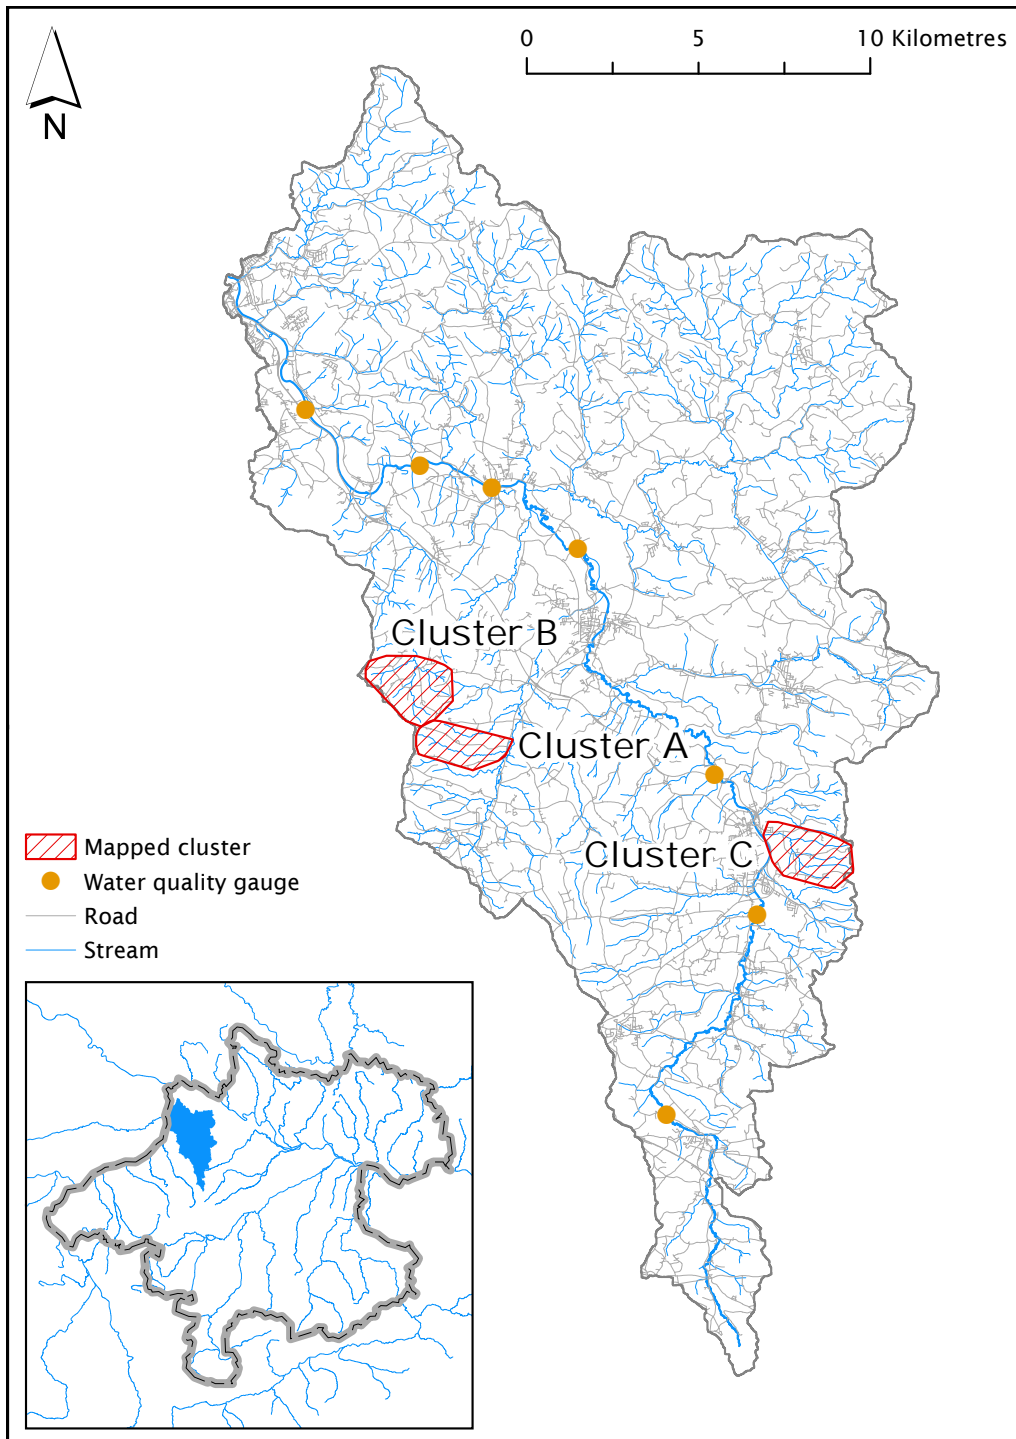 0 5 10 Kilometres
N
Cluster B
Cluster A
Cluster C
Mapped cluster
Water quality gauge
Road
Stream